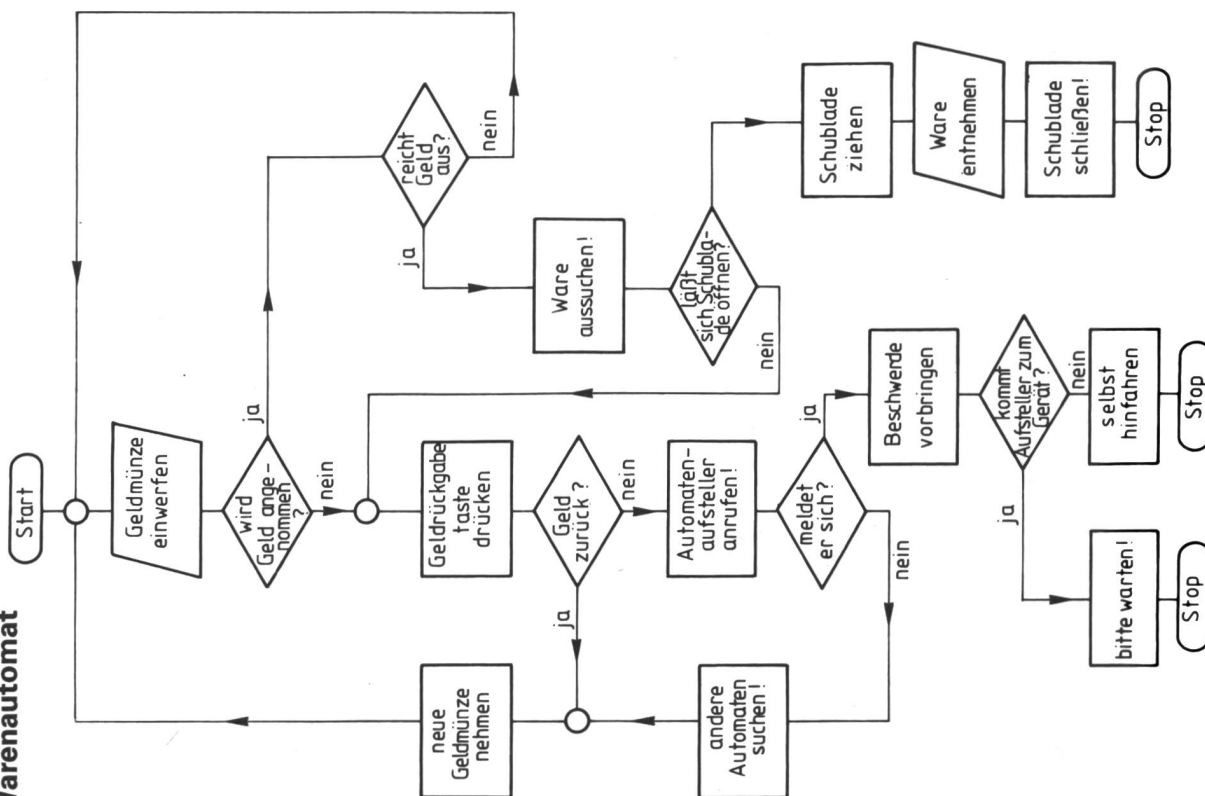 Warenautomat
Start
Geldmünze
einwerfen
wird
Geld ange-
nommen
?
ja
nein
reicht
Geld
aus?
nein
ja
Ware
aussuchen!
läßt
sich Schubla-
de öffnen?
nein
Schublade
ziehen
Ware
entnehmen
Schublade
schließen!
Stop
Geldrückgabe
taste
drücken
Geld
zurück?
ja
nein
neue
Geldmünze
nehmen
Automaten-
aufsteller
anrufen!
meldet
er sich?
ja
nein
andere
Automaten
suchen!
Beschwerde
vorbringen
kommt
Aufsteller zum
Gerät?
ja
nein
bitte warten!
Stop
selbst
hinfahren
Stop